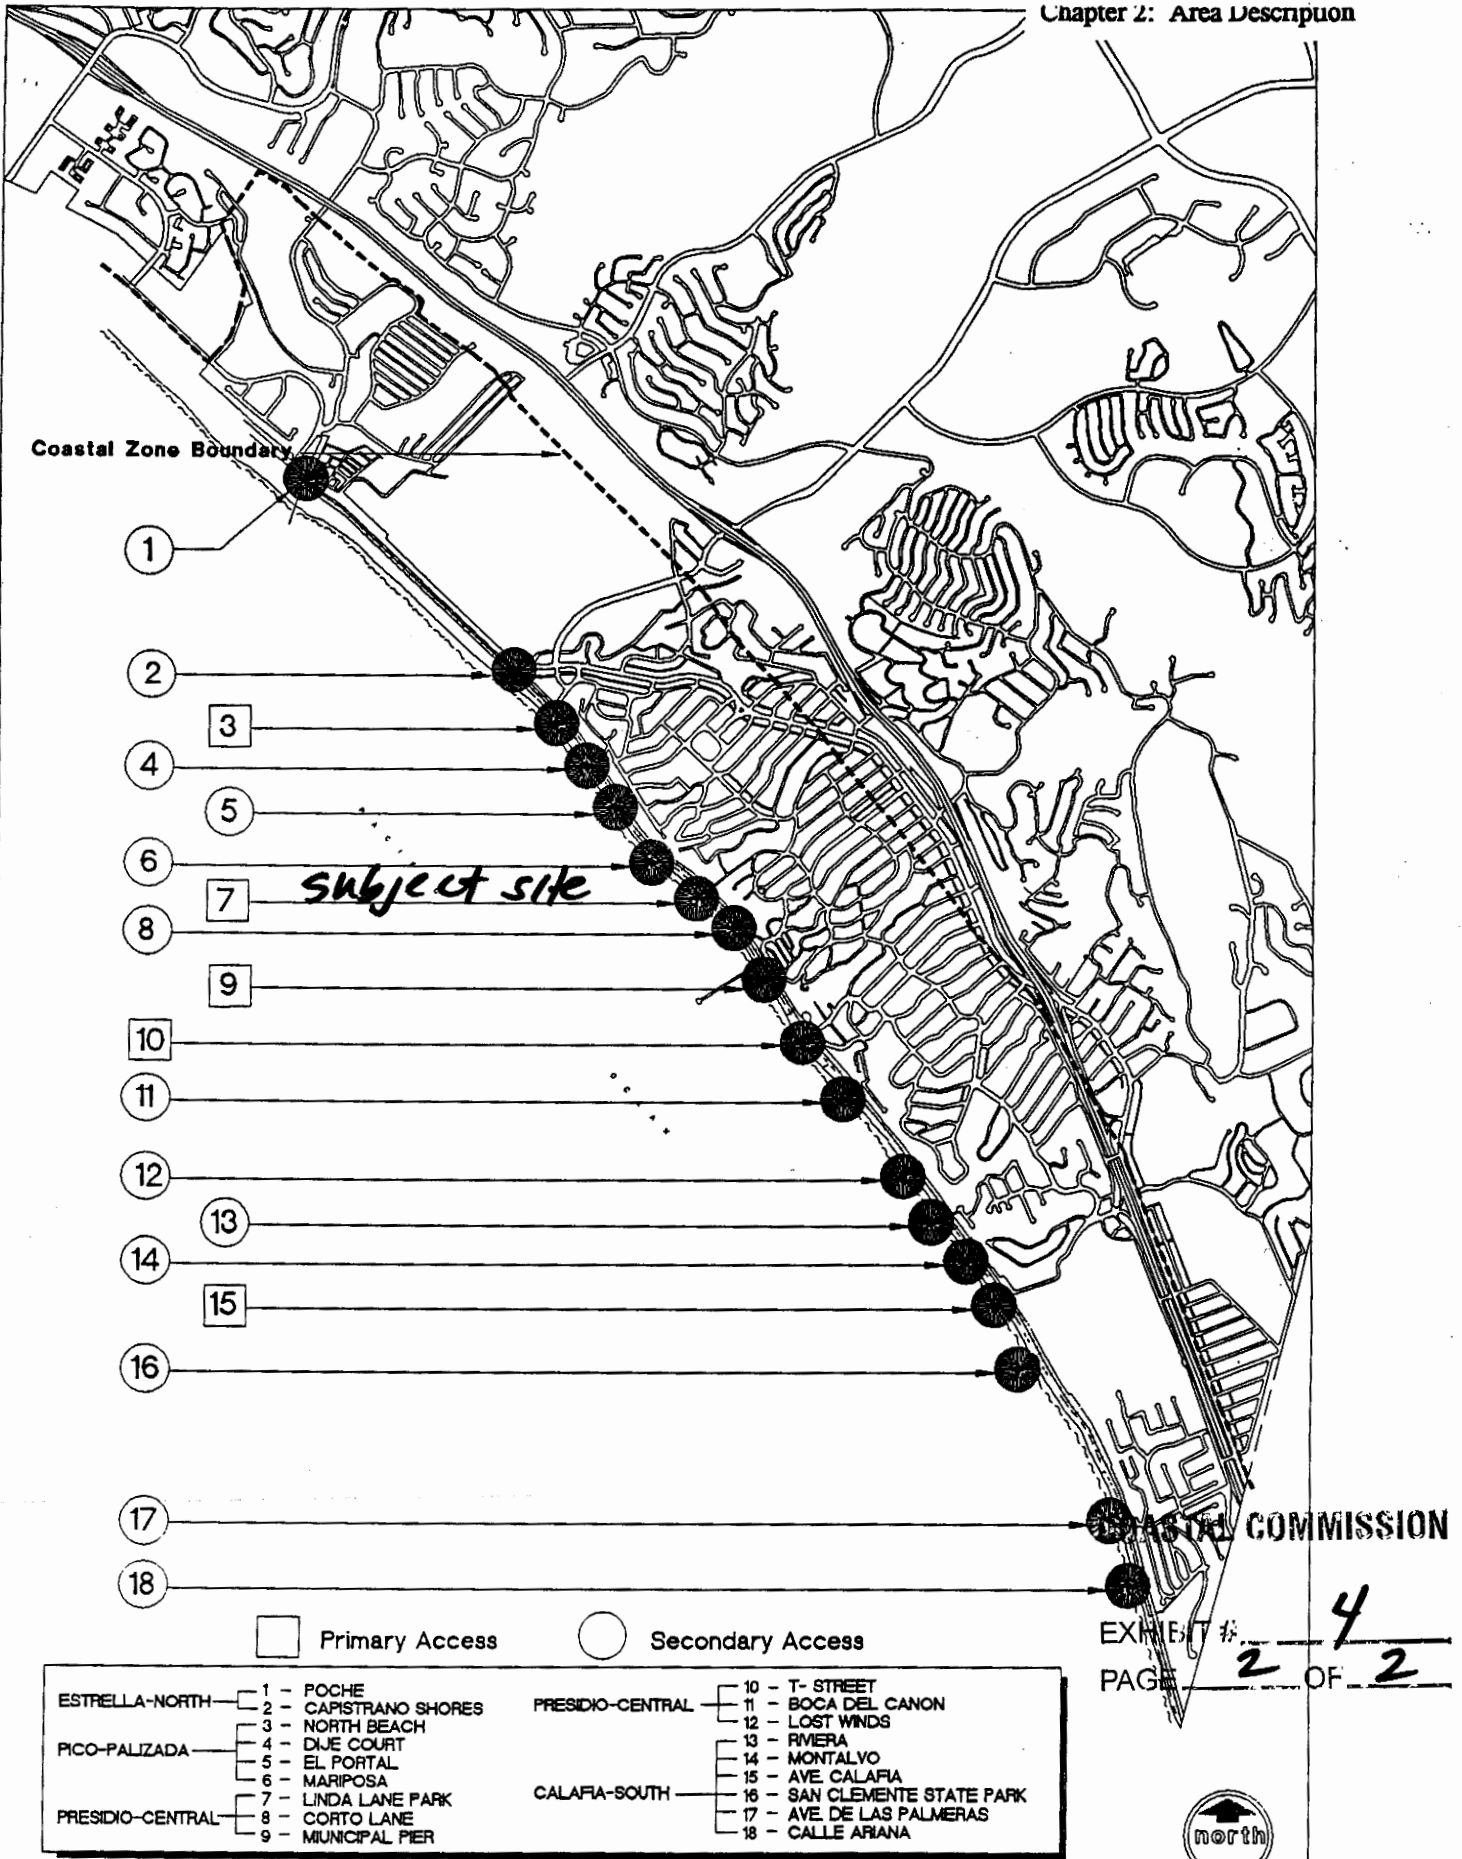 Chapter 2: Area Description
Coastal Zone Boundary
1
2
3
4
5
6
subject site
7
8
9
10
11
12
13
14
15
16
17
COASTAL COMMISSION
18
Primary Access
Secondary Access
EXHIBIT # 4
PAGE 2 OF 2
ESTRELLA-NORTH
1 - POCHE
2 - CAPISTRANO SHORES
PICO-PALIZADA
3 - NORTH BEACH
4 - DIJE COURT
5 - EL PORTAL
6 - MARIPOSA
PRESIDIO-CENTRAL
7 - LINDA LANE PARK
8 - CORTO LANE
9 - MIUNICIPAL PIER
PRESIDIO-CENTRAL
10 - T- STREET
11 - BOCA DEL CANON
12 - LOST WINDS
CALAFIA-SOUTH
13 - RIVIERA
14 - MONTALVO
15 - AVE. CALAFIA
16 - SAN CLEMENTE STATE PARK
17 - AVE. DE LAS PALMERAS
18 - CALLE ARIANA
north